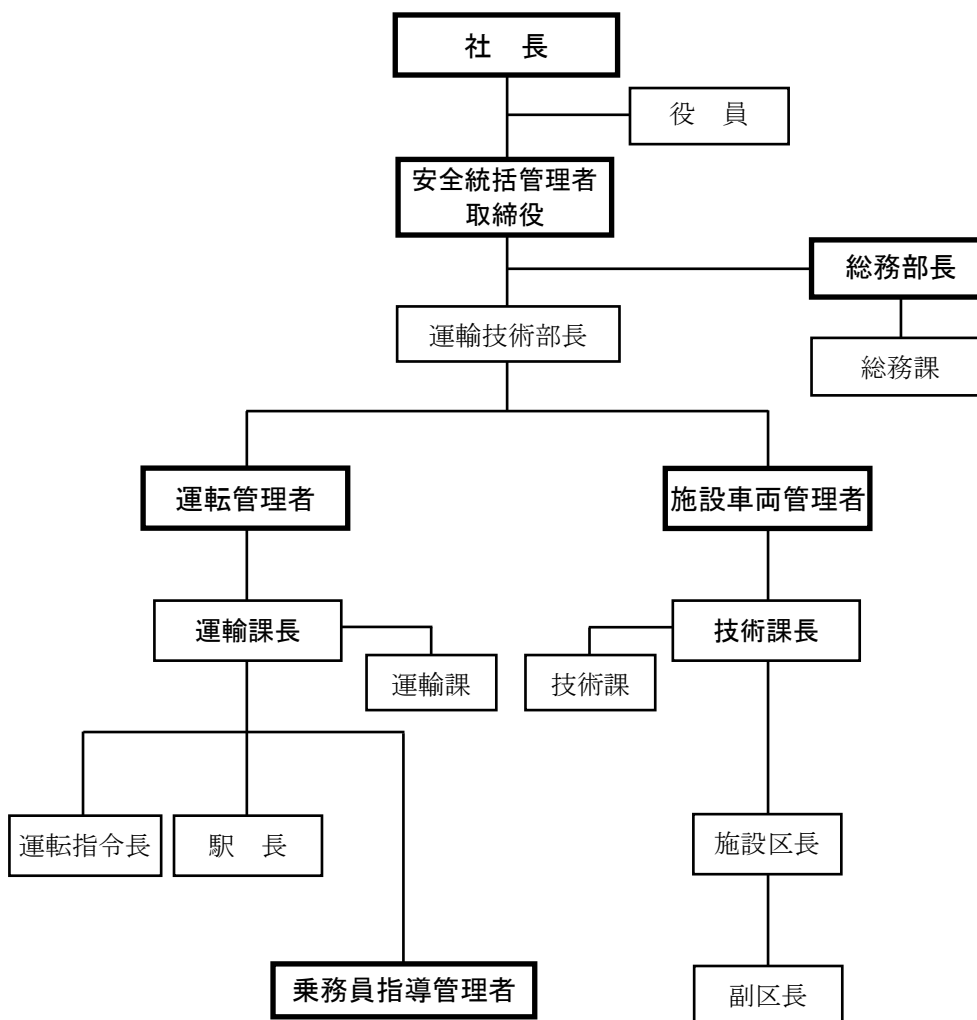 社　長
役　員
安全統括管理者
取締役
総務部長
運輸技術部長
総務課
運転管理者
施設車両管理者
運輸課長
技術課長
運輸課
技術課
運転指令長
駅　長
施設区長
乗務員指導管理者
副区長